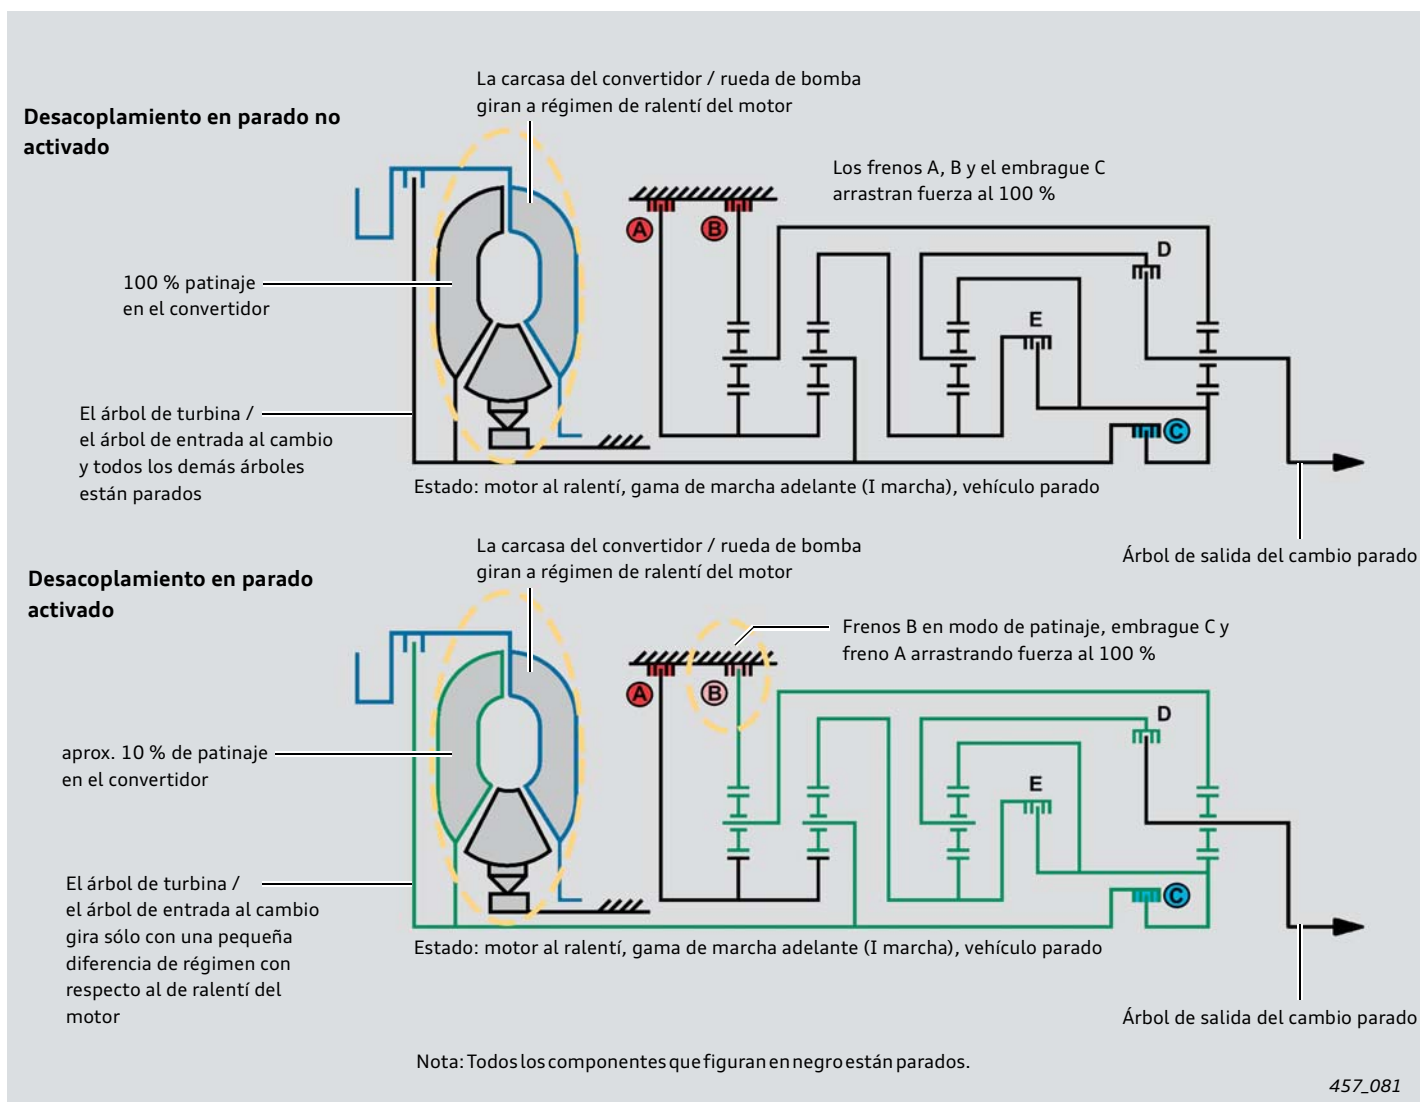 La carcasa del convertidor / rueda de bomba
giran a régimen de ralentí del motor
Desacoplamiento en parado no
activado
Los frenos A, B y el embrague C
arrastran fuerza al 100 %
A
B
D
100 % patinaje
en el convertidor
E
El árbol de turbina /
el árbol de entrada al cambio
y todos los demás árboles
están parados
C
Estado: motor al ralentí, gama de marcha adelante (I marcha), vehículo parado
Árbol de salida del cambio parado
La carcasa del convertidor / rueda de bomba
giran a régimen de ralentí del motor
Desacoplamiento en parado
activado
Frenos B en modo de patinaje, embrague C y
freno A arrastrando fuerza al 100 %
A
B
D
aprox. 10 % de patinaje
en el convertidor
E
El árbol de turbina /
el árbol de entrada al cambio
gira sólo con una pequeña
diferencia de régimen con
respecto al de ralentí del
motor
C
Estado: motor al ralentí, gama de marcha adelante (I marcha), vehículo parado
Árbol de salida del cambio parado
Nota: Todos los componentes que figuran en negro están parados.
457_081